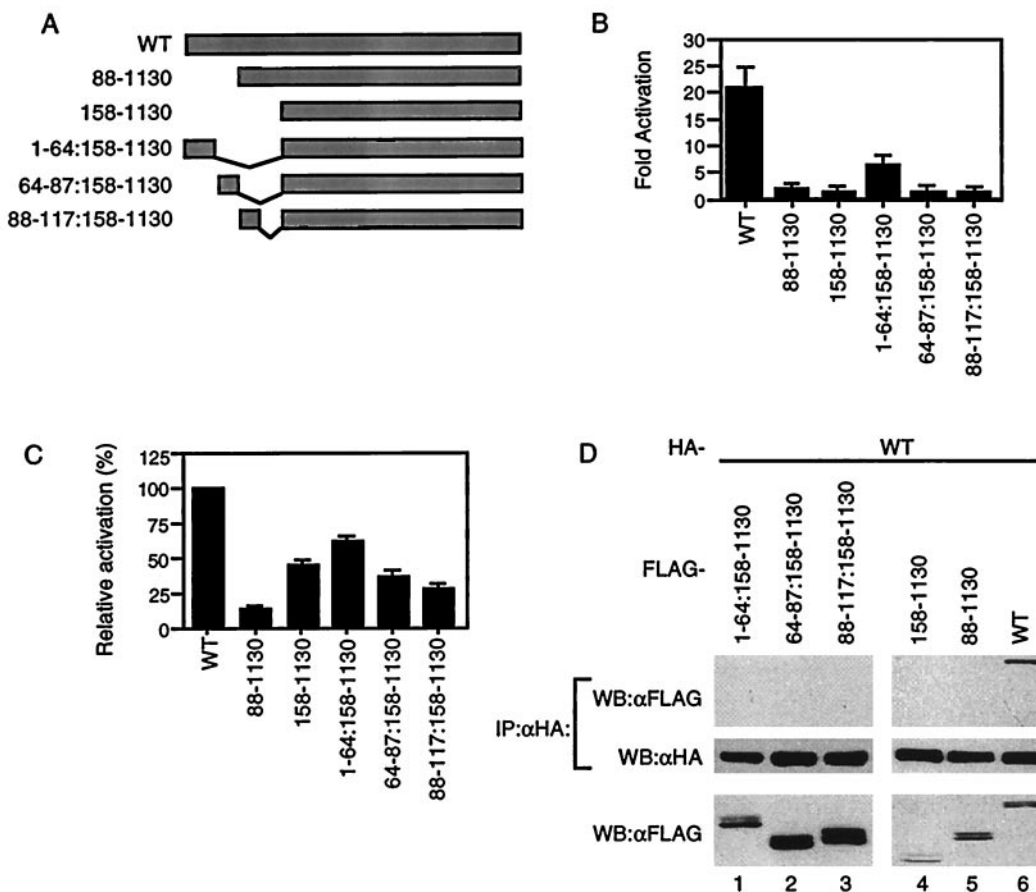 A
WT
88-1130
158-1130
1-64:158-1130
64-87:158-1130
88-117:158-1130
B
Fold Activation
30
25
20
15
10
5
0
WT
88-1130
158-1130
1-64:158-1130
64-87:158-1130
88-117:158-1130
C
Relative activation (%)
125
100
75
50
25
0
WT
88-1130
158-1130
1-64:158-1130
64-87:158-1130
88-117:158-1130
D
HA- WT
FLAG-
1-64:158-1130
64-87:158-1130
88-117:158-1130
158-1130
88-1130
WT
IP:αHA:
WB:αFLAG
WB:αHA
WB:αFLAG
1 2 3 4 5 6